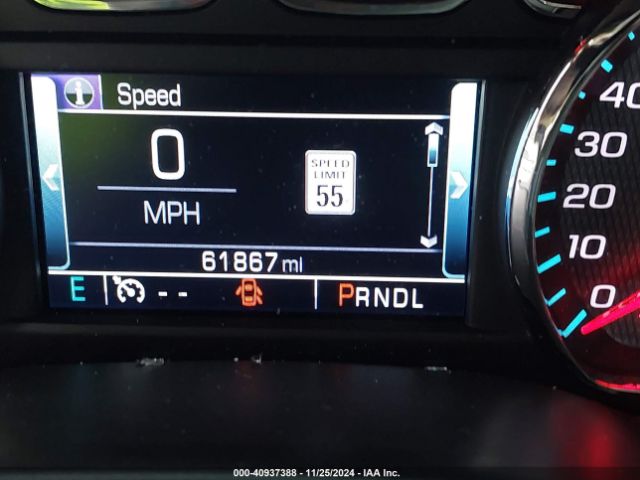 Speed
0
MPH
SPEED
LIMIT
55
61867 mi
E
--
PRNDL
40
30
20
10
0
000-40937388 - 11/25/2024 - IAA Inc.